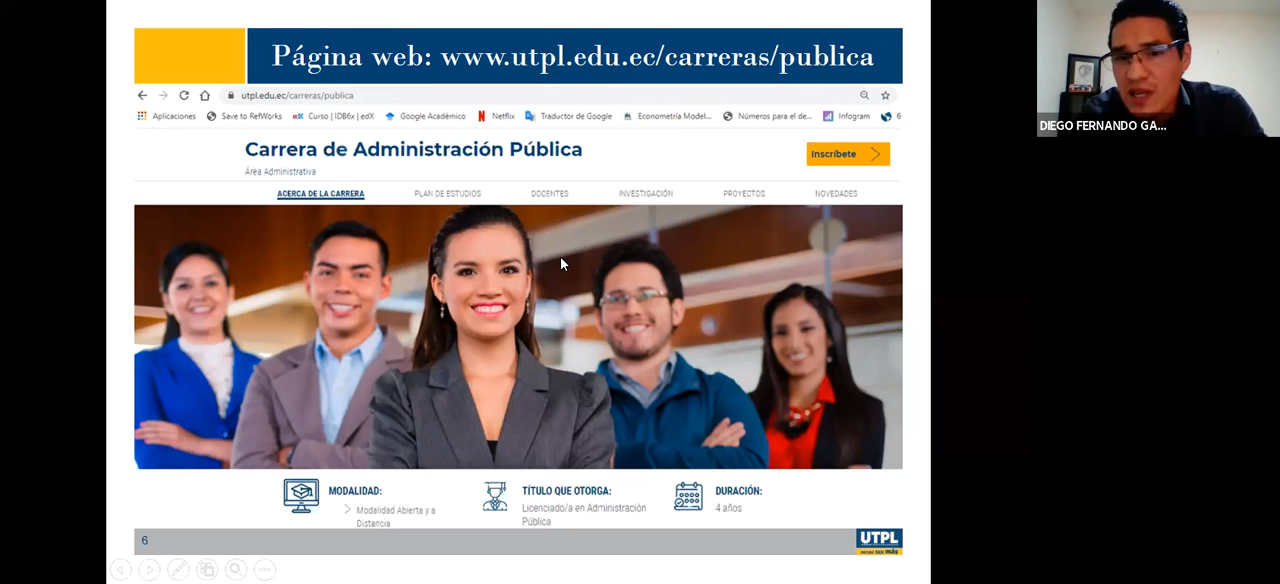 Página web: www.utpl.edu.ec/carreras/publica
utpl.edu.ec/carreras/publica
Aplicaciones Save to RefWorks Curso | IDB6x | edX Google Académico Netflix Traductor de Google Econometría Model... Números para el de... Infogram 6
Carrera de Administración Pública
Inscríbete
Área Administrativa
ACERCA DE LA CARRERA PLAN DE ESTUDIOS DOCENTES INVESTIGACIÓN PROYECTOS NOVEDADES
MODALIDAD:
Modalidad Abierta y a
Distancia
TÍTULO QUE OTORGA:
Licenciado/a en Administración
Pública
DURACIÓN:
4 años
6
UTPL
DIEGO FERNANDO GA...